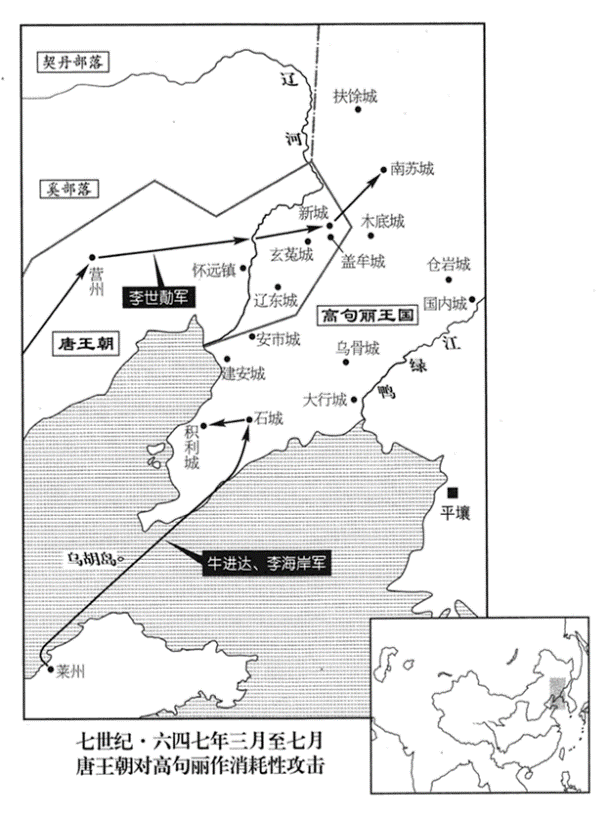 契丹部落
辽
河
扶馀城
南苏城
奚部落
新城
木底城
玄菟城
盖牟城
营州
怀远镇
仓岩城
李世勣军
辽东城
国内城
高句丽王国
唐王朝
安市城
乌骨城
江
绿
鸭
建安城
大行城
石城
积利城
平壤
乌胡岛
牛进达、李海岸军
莱州
七世纪·六四七年三月至七月
唐王朝对高句丽作消耗性攻击